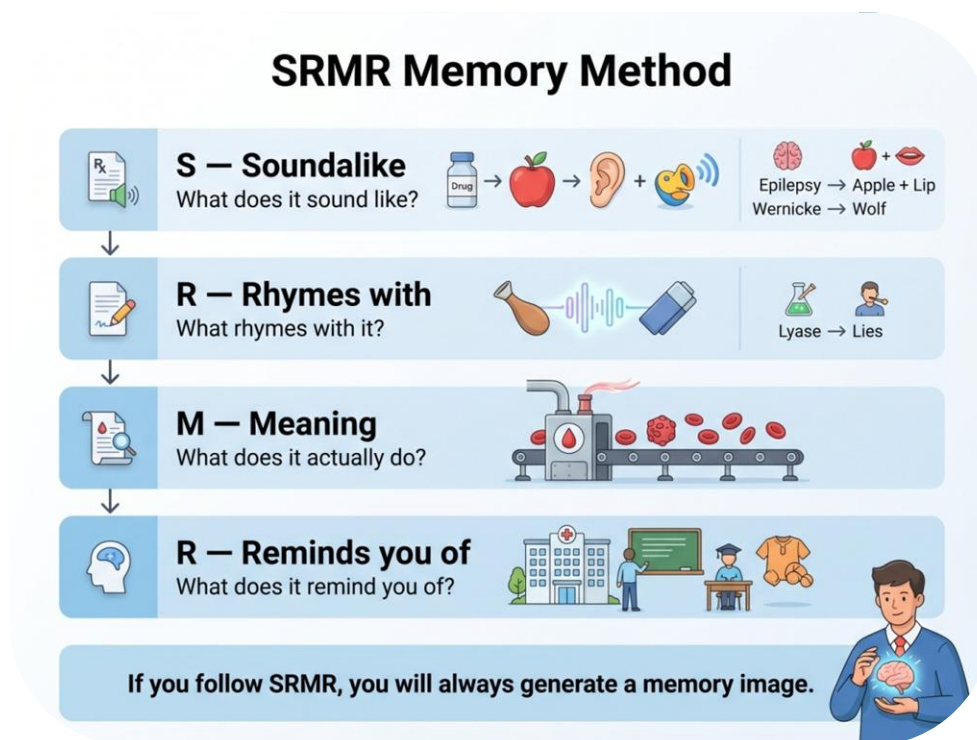 SRMR Memory Method
Rx
S — Soundalike
What does it sound like?
Drug
Epilepsy → Apple + Lip
Wernicke → Wolf
R — Rhymes with
What rhymes with it?
Lyase → Lies
M — Meaning
What does it actually do?
R — Reminds you of
What does it remind you of?
If you follow SRMR, you will always generate a memory image.